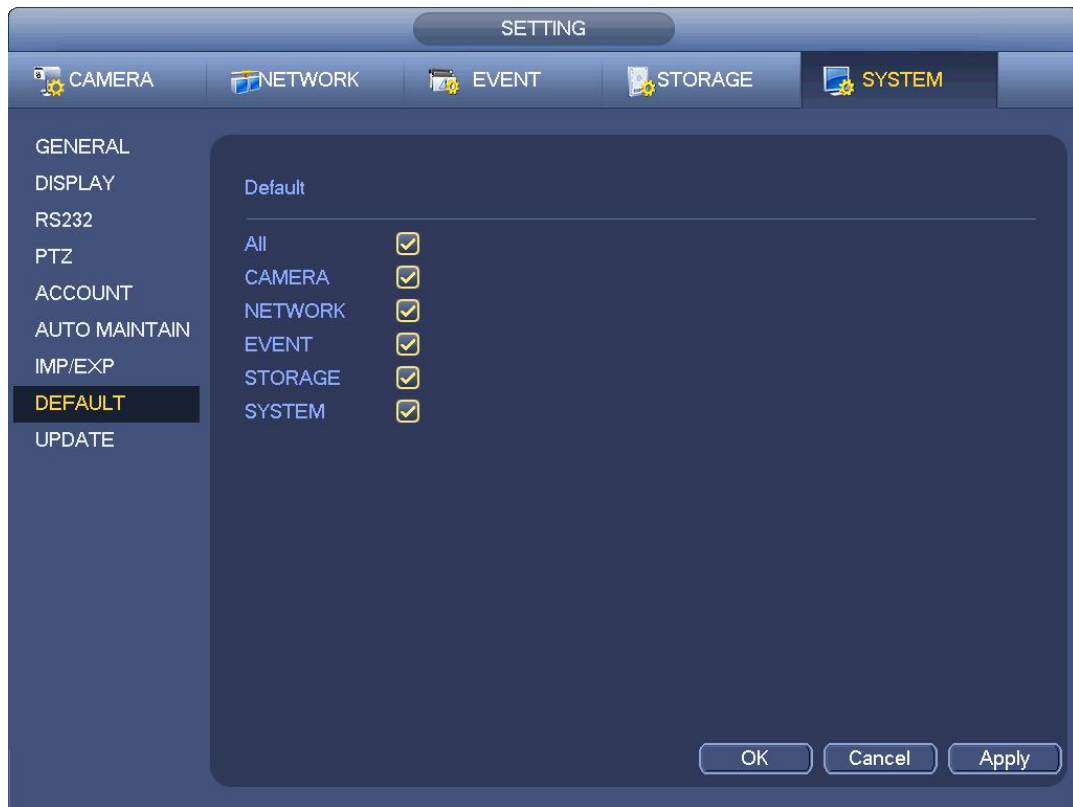 SETTING
CAMERA NETWORK EVENT STORAGE SYSTEM
GENERAL
DISPLAY
RS232
PTZ
ACCOUNT
AUTO MAINTAIN
IMP/EXP
DEFAULT
UPDATE
Default
All
CAMERA
NETWORK
EVENT
STORAGE
SYSTEM
OK Cancel Apply